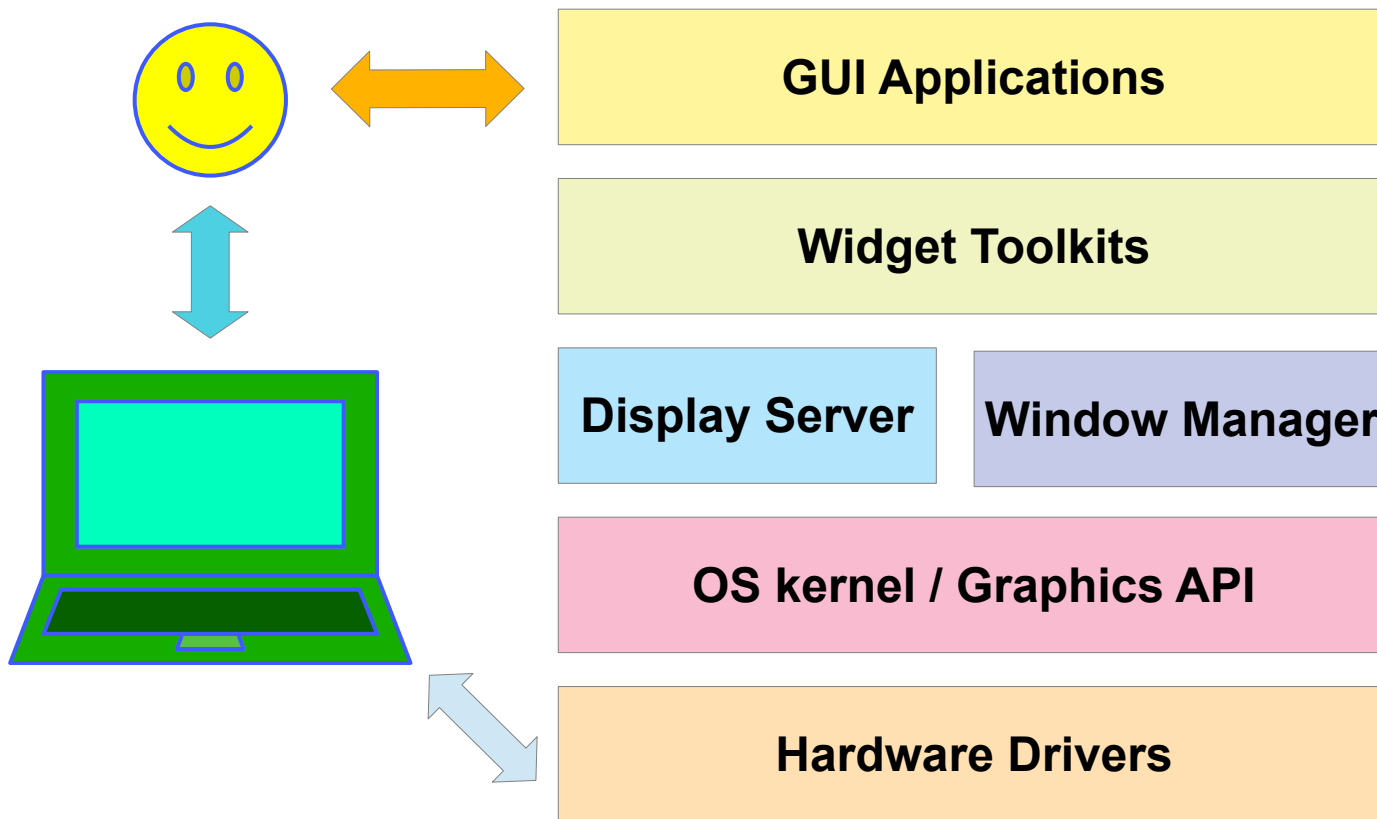 GUI Applications
Widget Toolkits
Display Server
Window Manager
OS kernel / Graphics API
Hardware Drivers